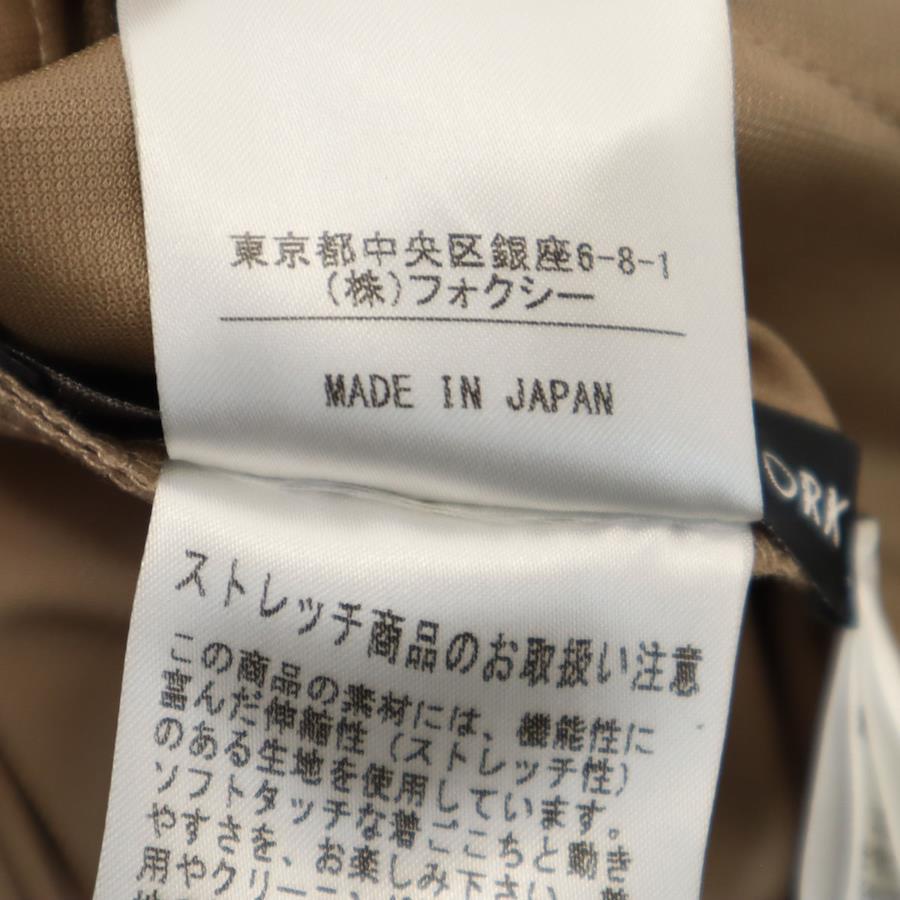 東京都中央区銀座6-8-1
(株)フォクシー
MADE IN JAPAN
ORK
ストレッチ商品のお取扱い注意
この商品の素材には、機能性に
富んだ伸縮性(ストレッチ性)
のある生地を使用しています。
ソフトタッチな着ごこちと動き
やすさを、お楽しみ下さい。